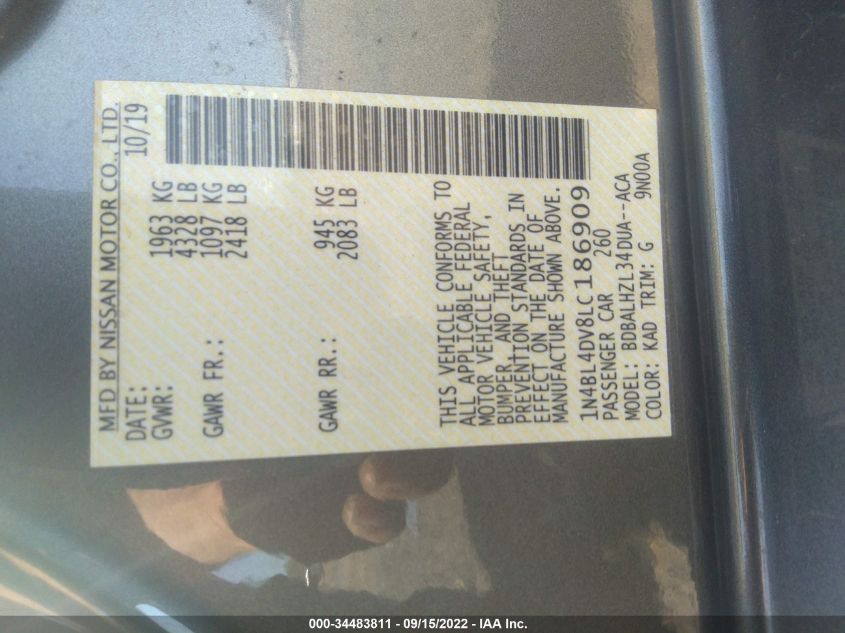 MFD BY NISSAN MOTOR CO., LTD.
DATE: 10/19
GVWR: 1963 KG
4328 LB
GAWR FR.: 1097 KG
2418 LB
GAWR RR.: 945 KG
2083 LB
THIS VEHICLE CONFORMS TO
ALL APPLICABLE FEDERAL
MOTOR VEHICLE SAFETY,
BUMPER, AND THEFT
PREVENTION STANDARDS IN
EFFECT ON THE DATE OF
MANUFACTURE SHOWN ABOVE.
1N4BL4DV8LC186909
PASSENGER CAR 260
MODEL: BDBALHZL34DUA--ACA
COLOR: KAD TRIM: G 9N00A
000-34483811 - 09/15/2022 - IAA Inc.